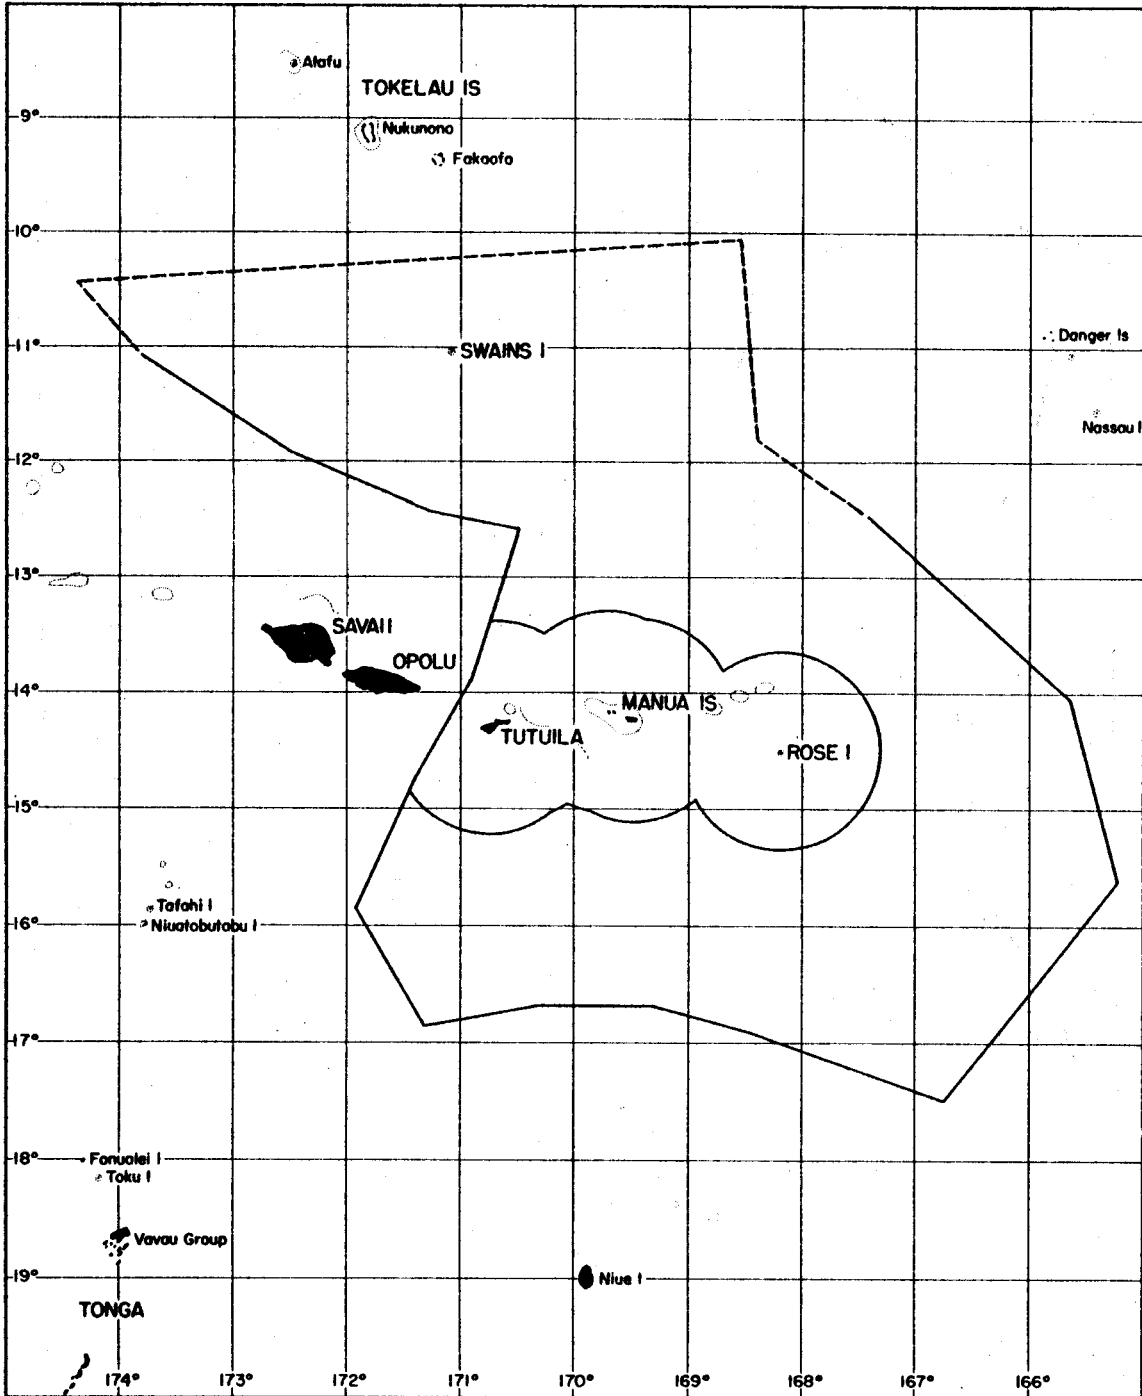 Atafu
TOKELAU IS
9°
Nukunono
Fakaofo
10°
Danger Is
11°
SWAINS I
Nassau I
12°
13°
SAVAII
OPOLU
14°
MANUA IS
TUTUILA
ROSE I
15°
Tafahi I
16°
Niuatobutabu I
17°
18°
Fonualei I
Toku I
Vavau Group
19°
Niue I
TONGA
174° 173° 172° 171° 170° 169° 168° 167° 166°